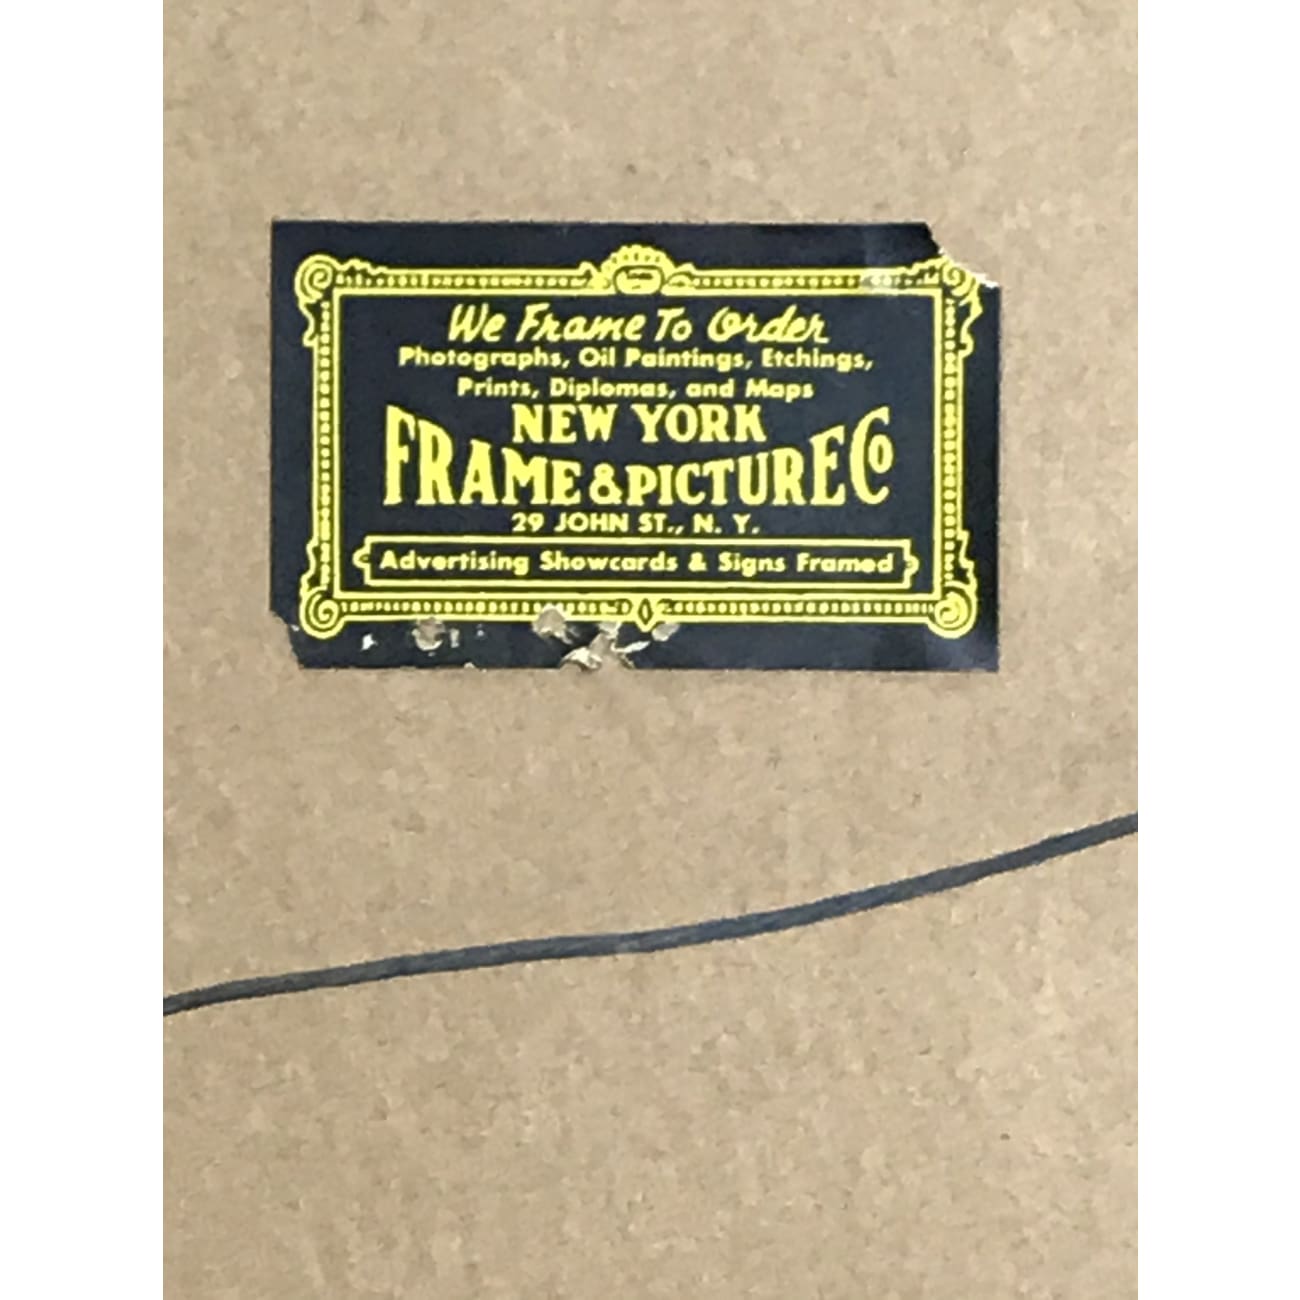 We Frame To Order
Photographs, Oil Paintings, Etchings,
Prints, Diplomas, and Maps
NEW YORK
FRAME & PICTURE Co
29 JOHN ST., N. Y.
Advertising Showcards & Signs Framed